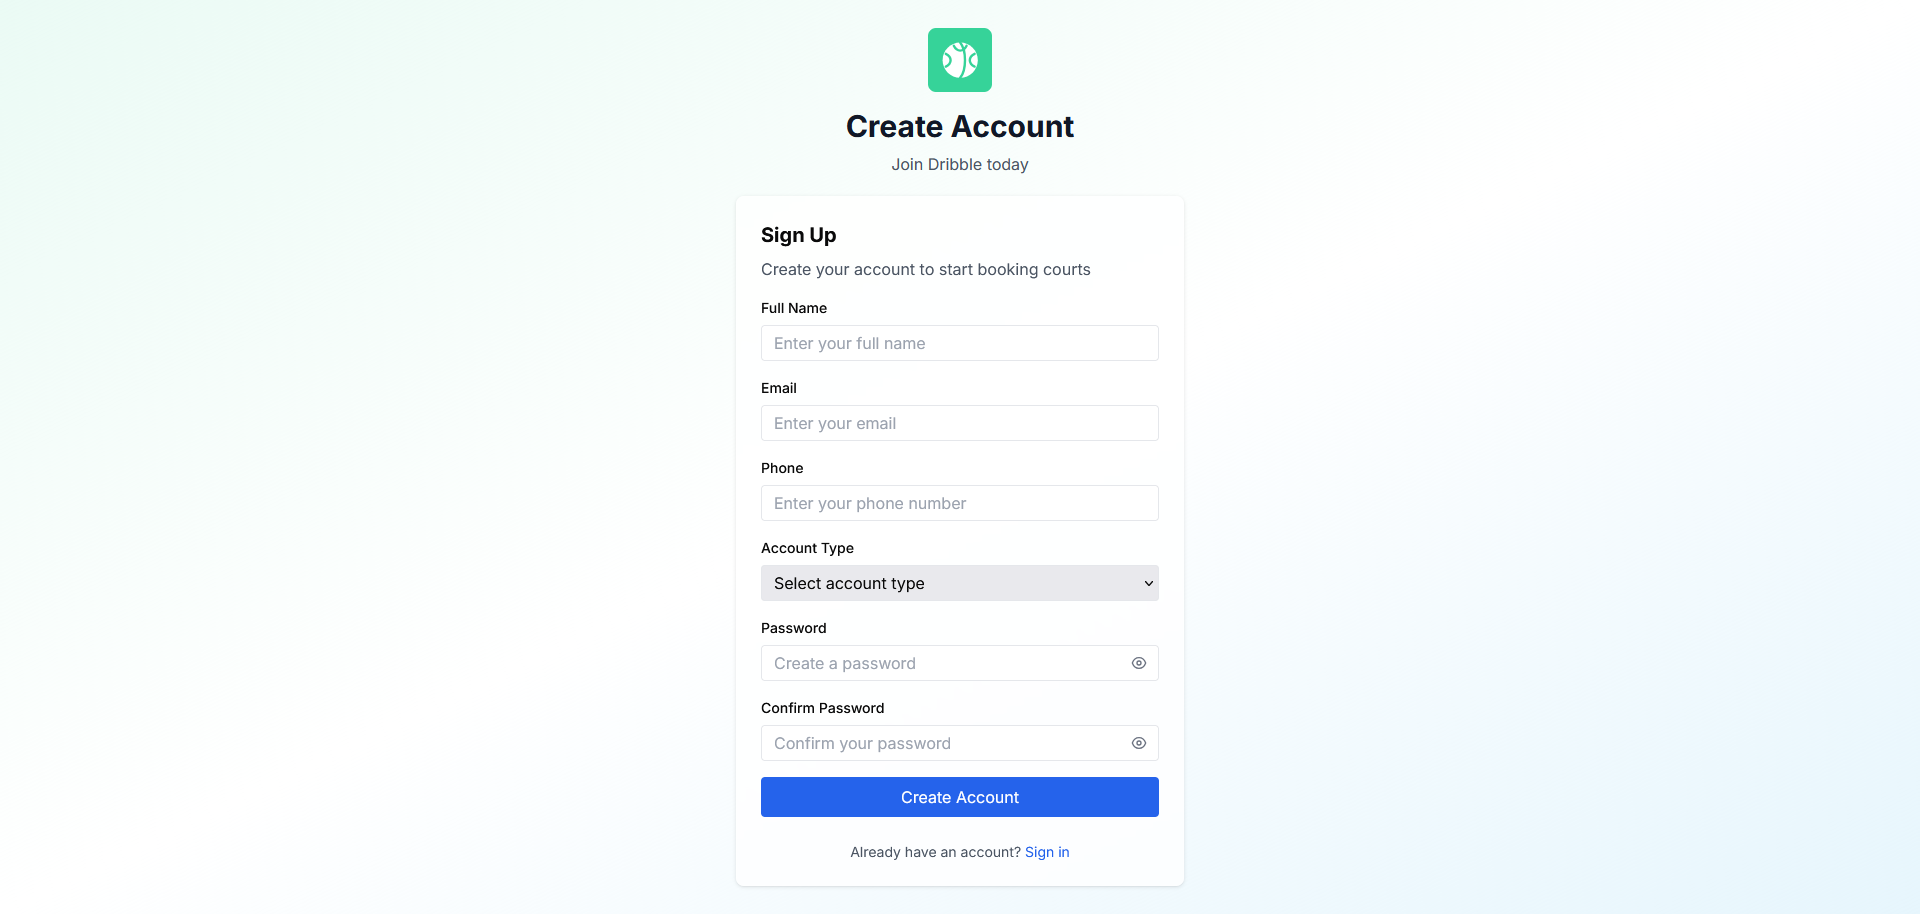 Create Account
Join Dribble today
Sign Up
Create your account to start booking courts
Full Name
Enter your full name
Email
Enter your email
Phone
Enter your phone number
Account Type
Select account type
Password
Create a password
Confirm Password
Confirm your password
Create Account
Already have an account? Sign in